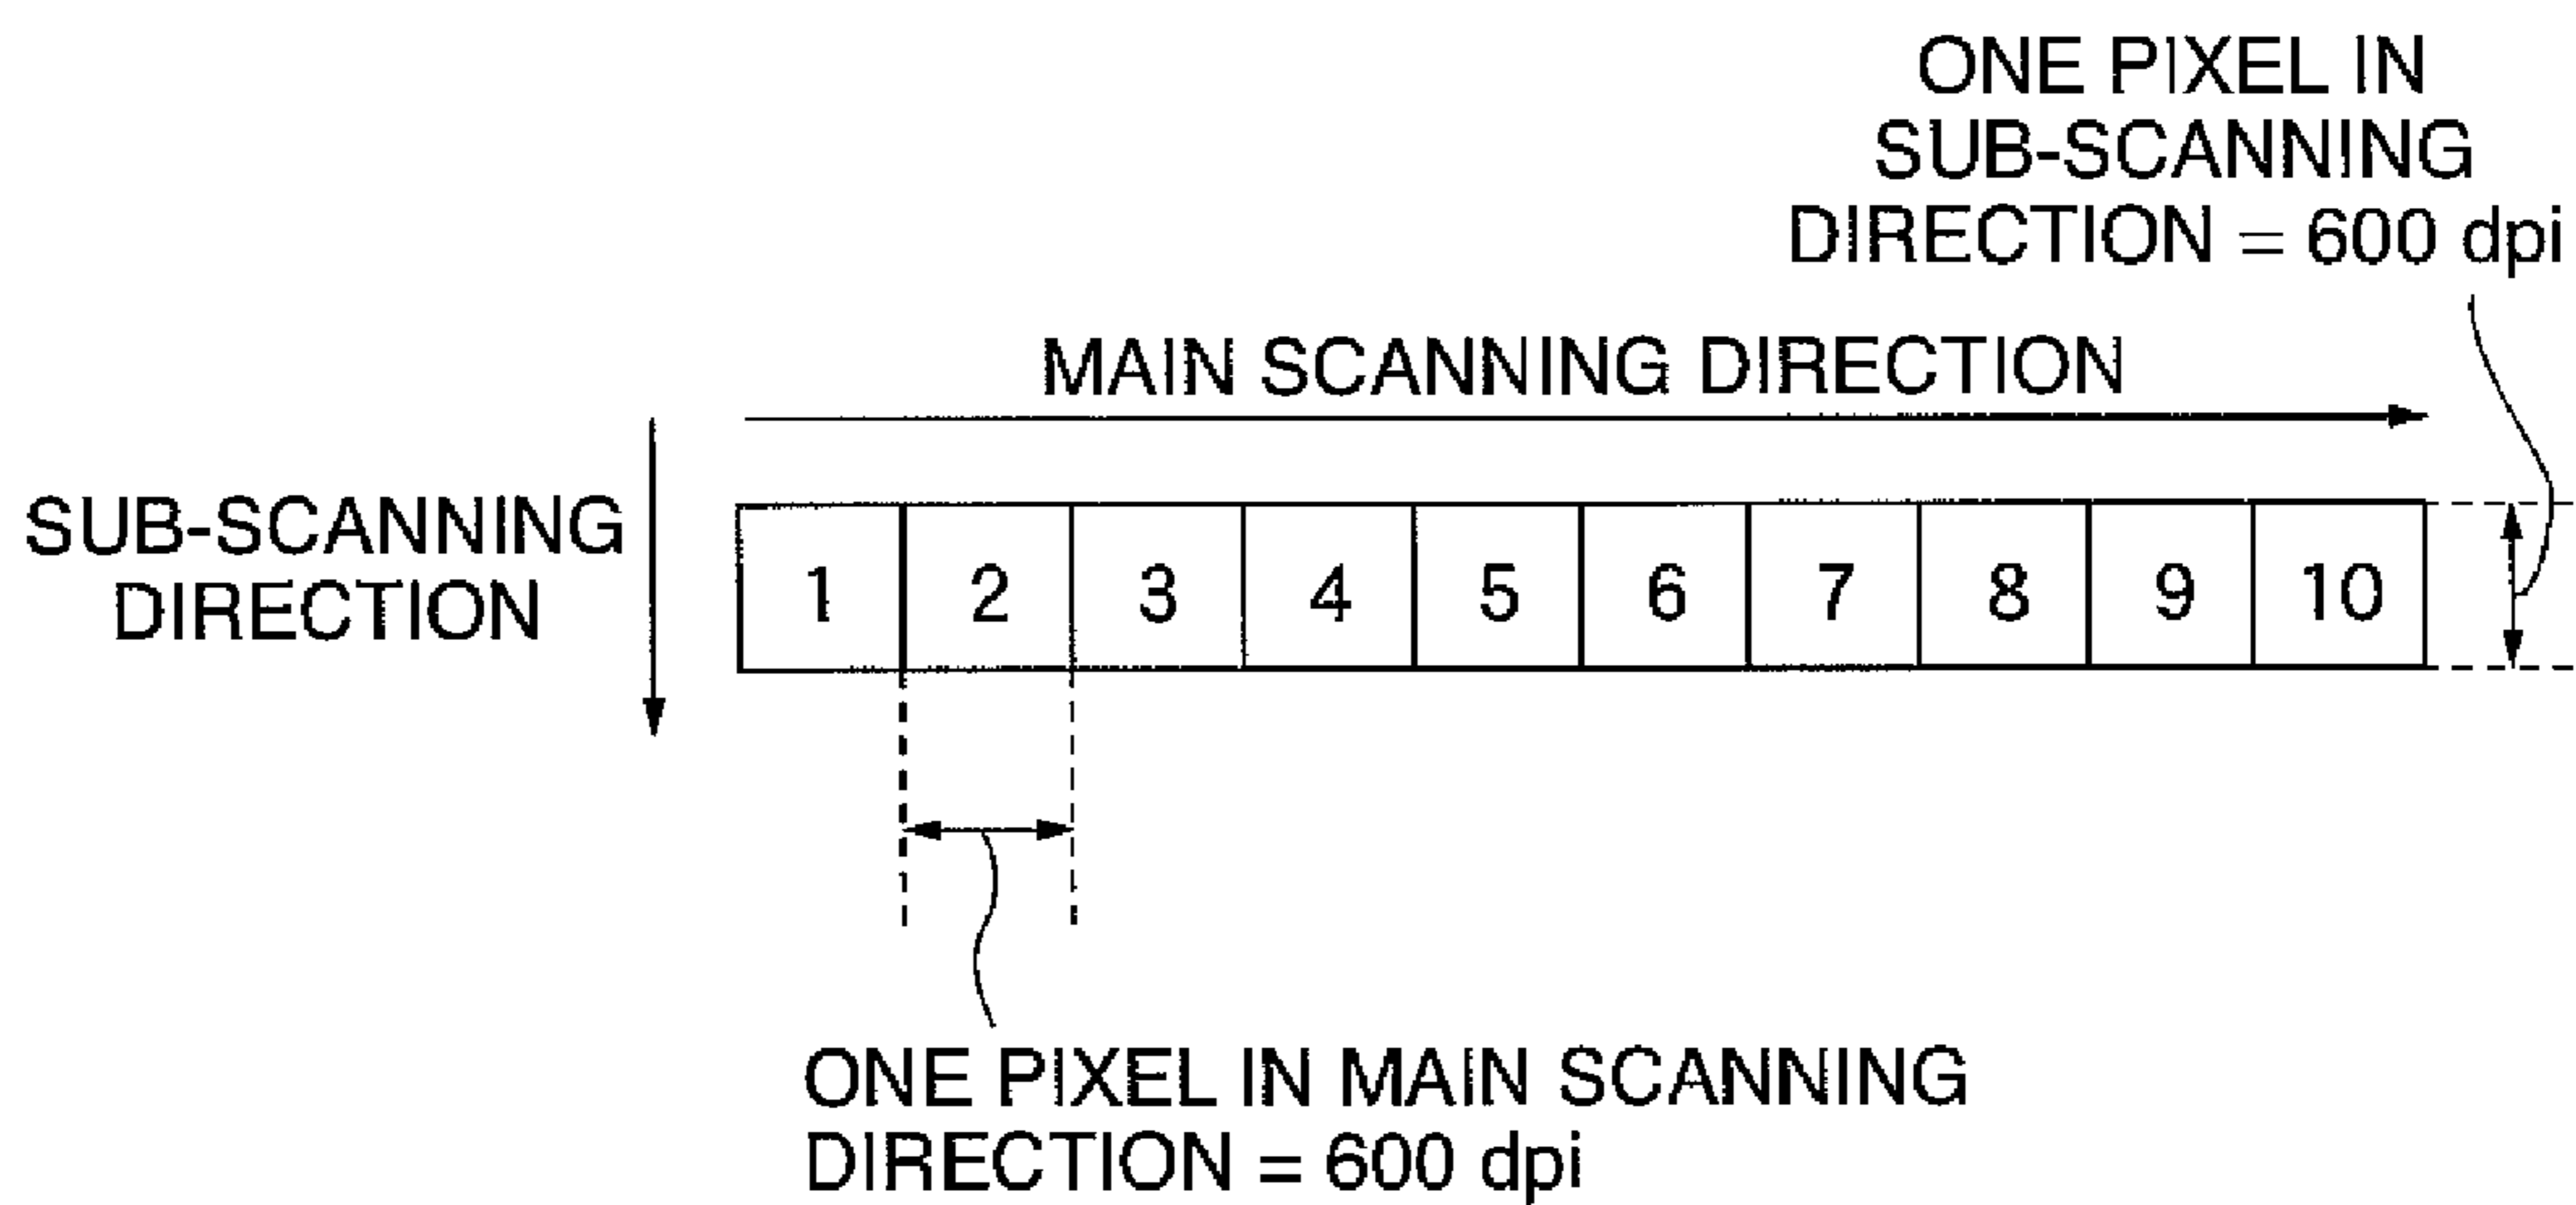 ONE PIXEL IN
SUB-SCANNING
DIRECTION = 600 dpi
MAIN SCANNING DIRECTION
SUB-SCANNING
DIRECTION
1 2 3 4 5 6 7 8 9 10
ONE PIXEL IN MAIN SCANNING
DIRECTION = 600 dpi